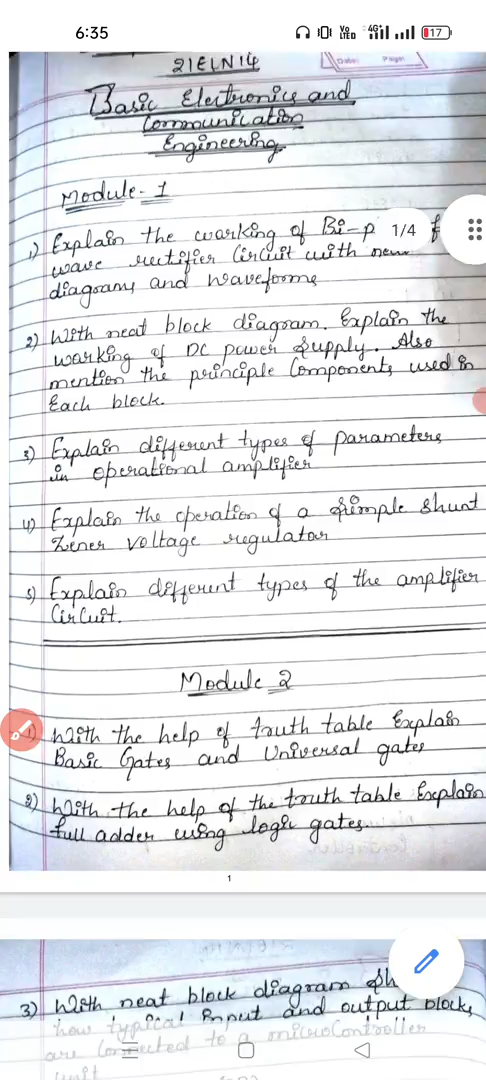 6:35
Vo
LTE
4G+
17
21ELN14
Date:
Page:
Basic Electronics and
Communication
Engineering
Module-1
1) Explain the working of Bi-p
1/4
wave rectifier circuit with neat
diagrams and waveforms
2) With neat block diagram. Explain the
working of DC power supply. Also
mention the principle components used in
Each block.
3) Explain different types of parameters
in operational amplifier
4) Explain the operation of a simple shunt
Zener voltage regulator
5) Explain different types of the amplifier
Circuit.
Module 2
1) With the help of truth table Explain
Basic Gates and Universal gates
2) With the help of the truth table Explain
full adder using logic gates.
1
3) With neat block diagram
how typical input and output blocks
are connected to a microController
unit